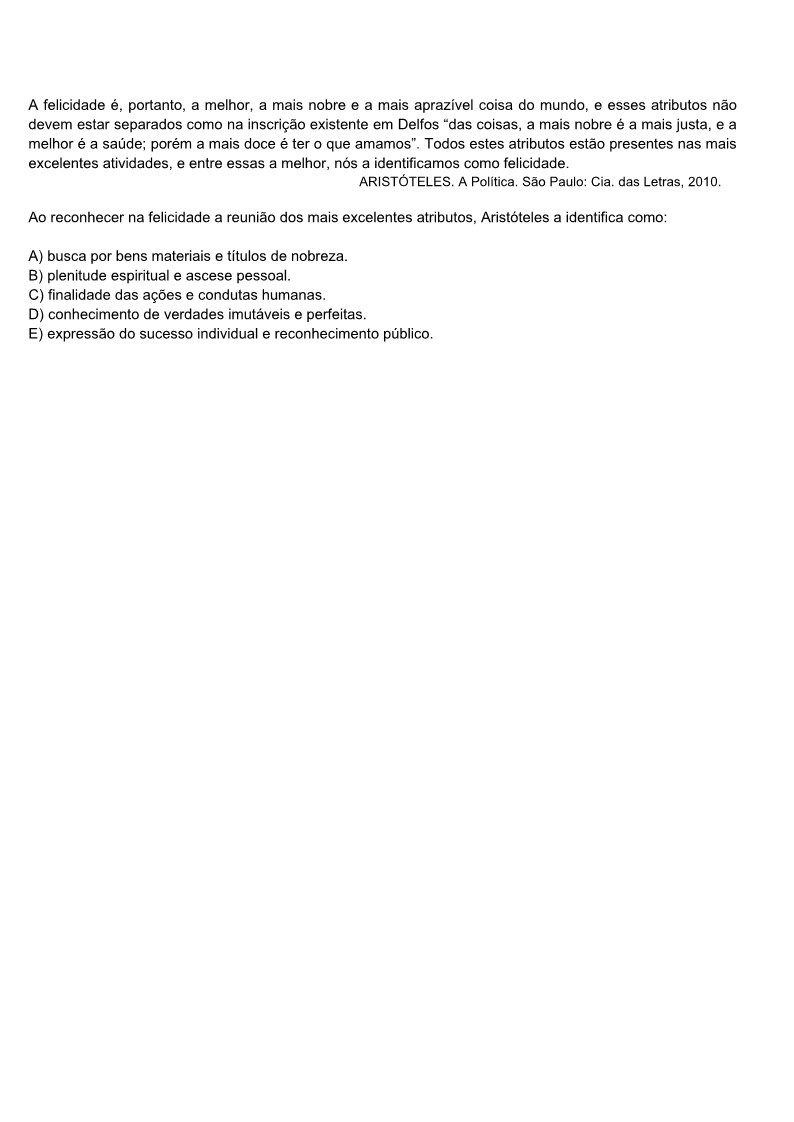 A felicidade é, portanto, a melhor, a mais nobre e a mais aprazível coisa do mundo, e esses atributos não
devem estar separados como na inscrição existente em Delfos “das coisas, a mais nobre é a mais justa, e a
melhor é a saúde; porém a mais doce é ter o que amamos”. Todos estes atributos estão presentes nas mais
excelentes atividades, e entre essas a melhor, nós a identificamos como felicidade.
ARISTÓTELES. A Política. São Paulo: Cia. das Letras, 2010.
Ao reconhecer na felicidade a reunião dos mais excelentes atributos, Aristóteles a identifica como:
A) busca por bens materiais e títulos de nobreza.
B) plenitude espiritual e ascese pessoal.
C) finalidade das ações e condutas humanas.
D) conhecimento de verdades imutáveis e perfeitas.
E) expressão do sucesso individual e reconhecimento público.